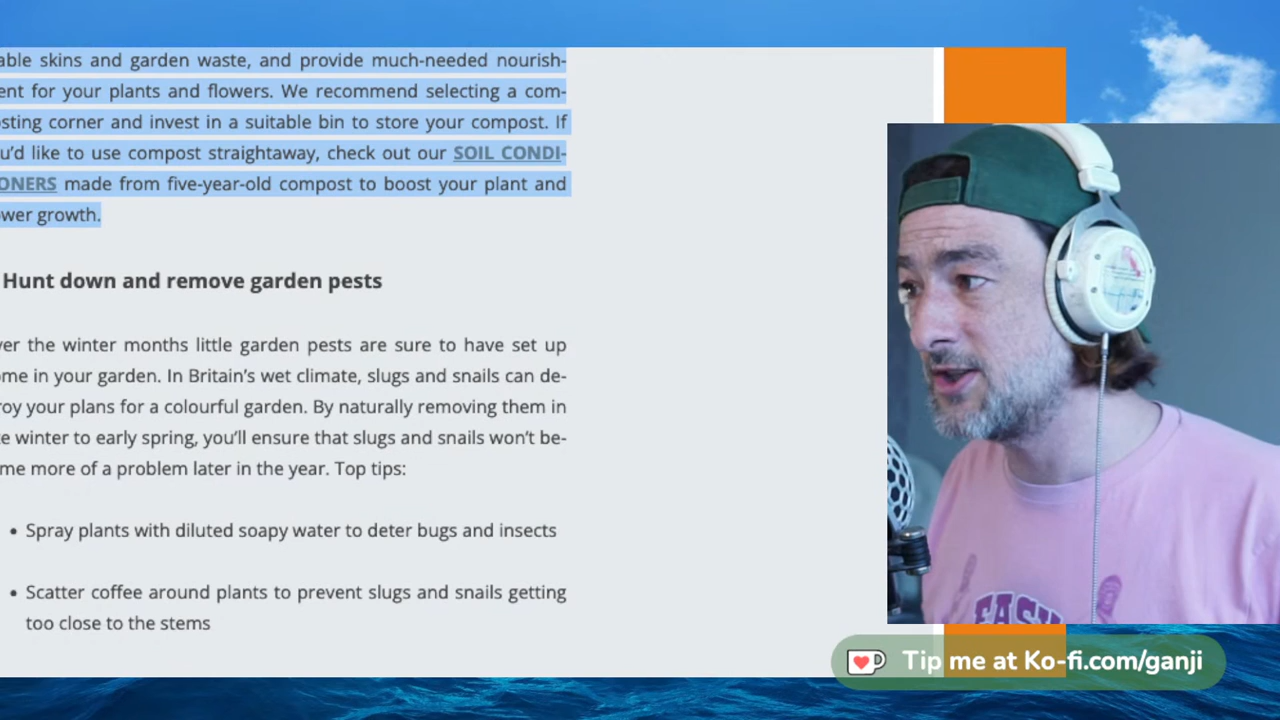 able skins and garden waste, and provide much-needed nourish-
ent for your plants and flowers. We recommend selecting a com-
sting corner and invest in a suitable bin to store your compost. If
u’d like to use compost straightaway, check out our SOIL CONDI-
ONERS made from five-year-old compost to boost your plant and
wer growth.
Hunt down and remove garden pests
er the winter months little garden pests are sure to have set up
me in your garden. In Britain’s wet climate, slugs and snails can de-
roy your plans for a colourful garden. By naturally removing them in
e winter to early spring, you’ll ensure that slugs and snails won’t be-
me more of a problem later in the year. Top tips:
• Spray plants with diluted soapy water to deter bugs and insects
• Scatter coffee around plants to prevent slugs and snails getting
too close to the stems
Tip me at Ko-fi.com/ganji